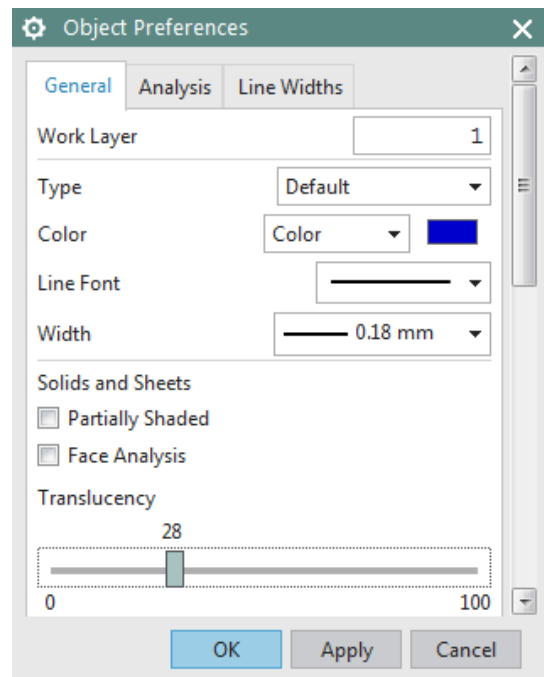 Object Preferences
General Analysis Line Widths
Work Layer 1
Type Default
Color Color
Line Font
Width 0.18 mm
Solids and Sheets
Partially Shaded
Face Analysis
Translucency
28
0 100
OK Apply Cancel